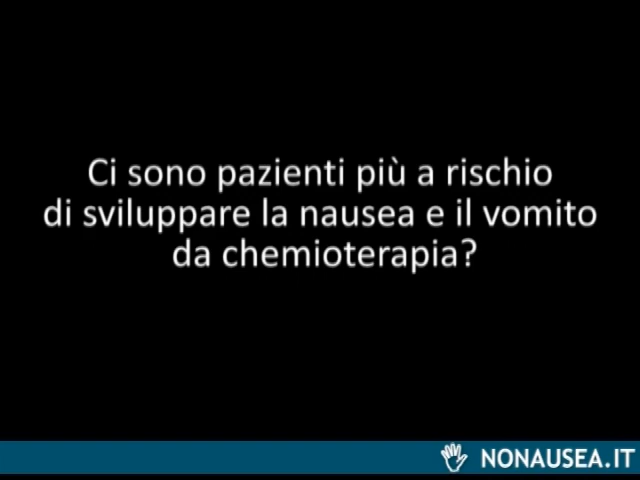 Ci sono pazienti più a rischio
di sviluppare la nausea e il vomito
da chemioterapia?
NONAUSEA.IT